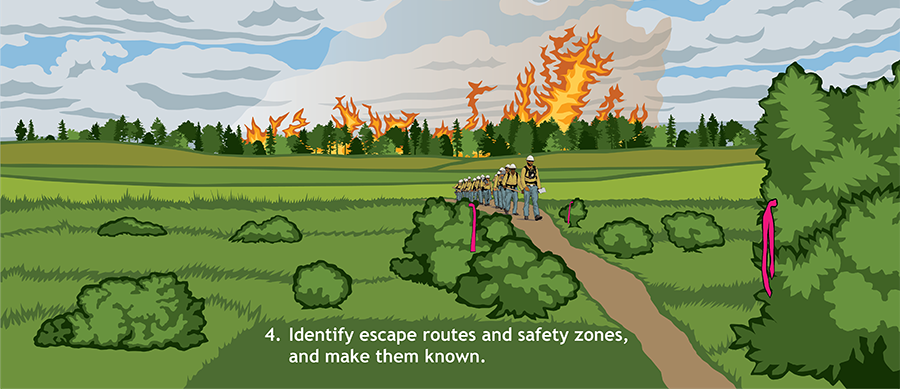 4. Identify escape routes and safety zones,
and make them known.